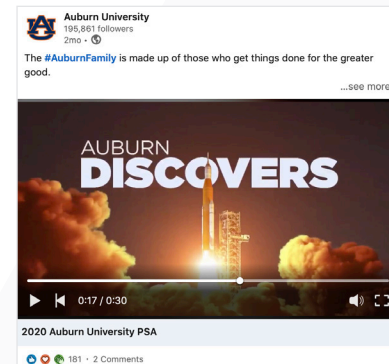 Auburn University
195,861 followers
2mo •
The #AuburnFamily is made up of those who get things done for the greater
good.
...see more
AUBURN
DISCOVERS
0:17 / 0:30
2020 Auburn University PSA
181 · 2 Comments